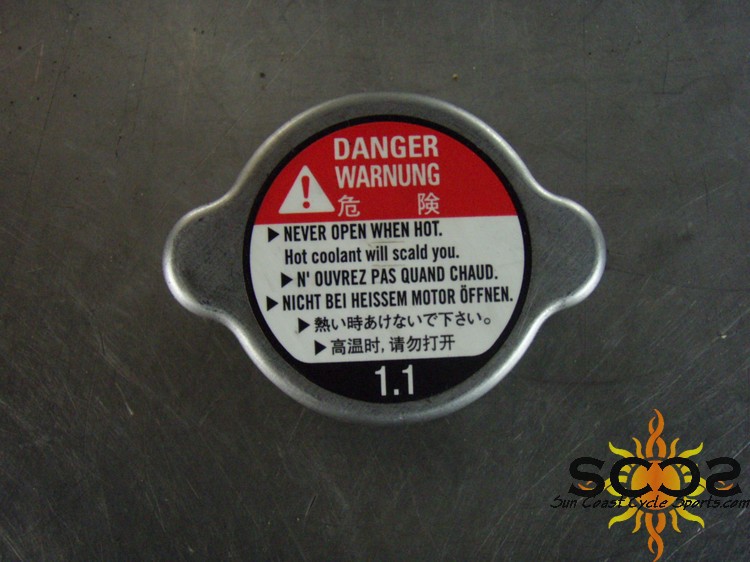 DANGER
WARNUNG
危 険
▶ NEVER OPEN WHEN HOT.
Hot coolant will scald you.
▶ N' OUVREZ PAS QUAND CHAUD.
▶ NICHT BEI HEISSEM MOTOR ÖFFNEN.
▶ 熱い時あけないで下さい。
▶ 高温时, 请勿打开
1.1
SCCS
Sun Coast Cycle Sports.com